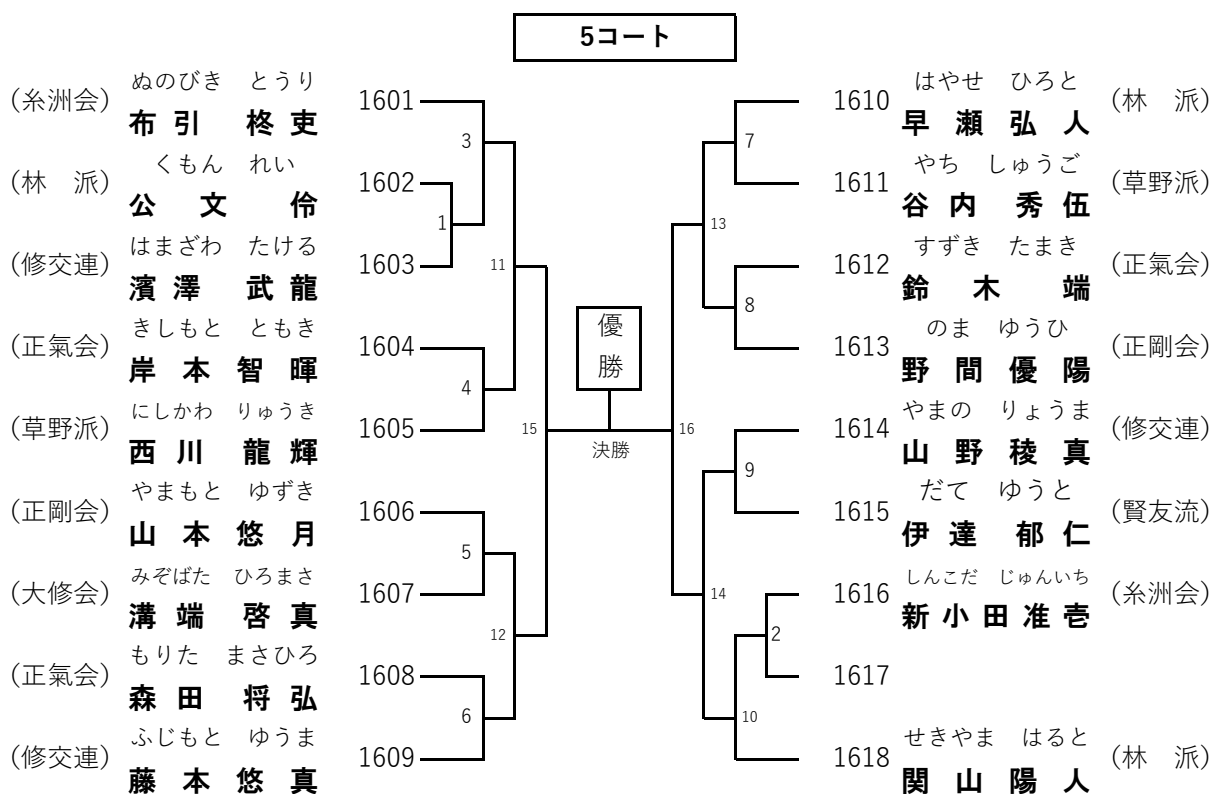 5コート
ぬのびき　とうり
(糸洲会) 布引　柊吏 1601
くもん　れい
(林　派) 公文　伶 1602
はまざわ　たける
(修交連) 濱澤　武龍 1603
きしもと　ともき
(正氣会) 岸本智暉 1604
にしかわ　りゅうき
(草野派) 西川　龍輝 1605
やまもと　ゆずき
(正剛会) 山本悠月 1606
みぞばた　ひろまさ
(大修会) 溝端　啓真 1607
もりた　まさひろ
(正氣会) 森田　将弘 1608
ふじもと　ゆうま
(修交連) 藤本悠真 1609
3
1
11
4
15
5
12
6
優
勝
決勝
16
7
13
8
9
14
2
10
はやせ　ひろと
1610 早瀬弘人 (林　派)
やち　しゅうご
1611 谷内　秀伍 (草野派)
すずき　たまき
1612 鈴木　端 (正氣会)
のま　ゆうひ
1613 野間優陽 (正剛会)
やまの　りょうま
1614 山野稜真 (修交連)
だて　ゆうと
1615 伊達　郁仁 (賢友流)
しんこだ　じゅんいち
1616 新小田准壱 (糸洲会)
1617
せきやま　はると
1618 関山陽人 (林　派)